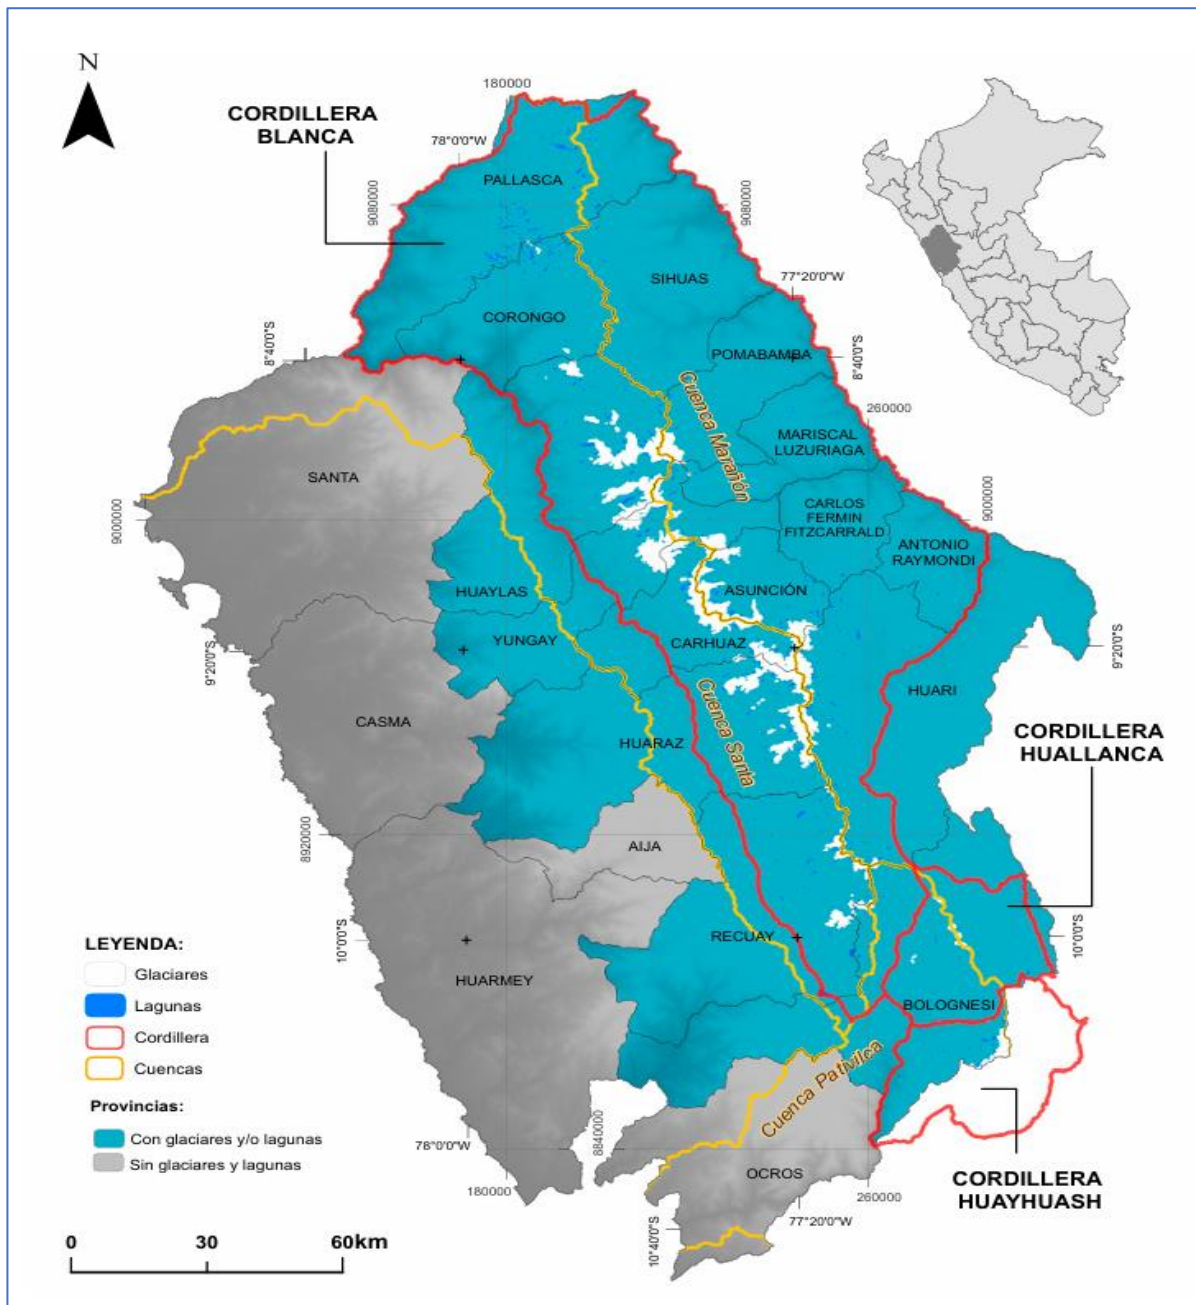 N
180000
CORDILLERA
BLANCA
78°0'0"W
PALLASCA
9080000
9080000
SIHUAS
77°20'0"W
CORONGO
8°40'0"S
POMABAMBA
8°40'0"S
Cuenca Marañón
260000
MARISCAL
LUZURIAGA
SANTA
9000000
CARLOS
FERMIN
FITZCARRALD
9000000
ANTONIO
RAYMONDI
HUAYLAS
ASUNCIÓN
YUNGAY
CARHUAZ
9°20'0"S
9°20'0"S
HUARI
Cuenca Santa
CASMA
HUARAZ
CORDILLERA
HUALLANCA
8920000
AIJA
RECUAY
10°0'0"S
10°0'0"S
HUARMEY
BOLOGNESI
LEYENDA:
Glaciares
Lagunas
Cordillera
Cuencas
Provincias:
Con glaciares y/o lagunas
Sin glaciares y lagunas
Cuenca Pativilca
78°0'0"W
8840000
180000
OCROS
260000
77°20'0"W
10°40'0"S
CORDILLERA
HUAYHUASH
0 30 60km